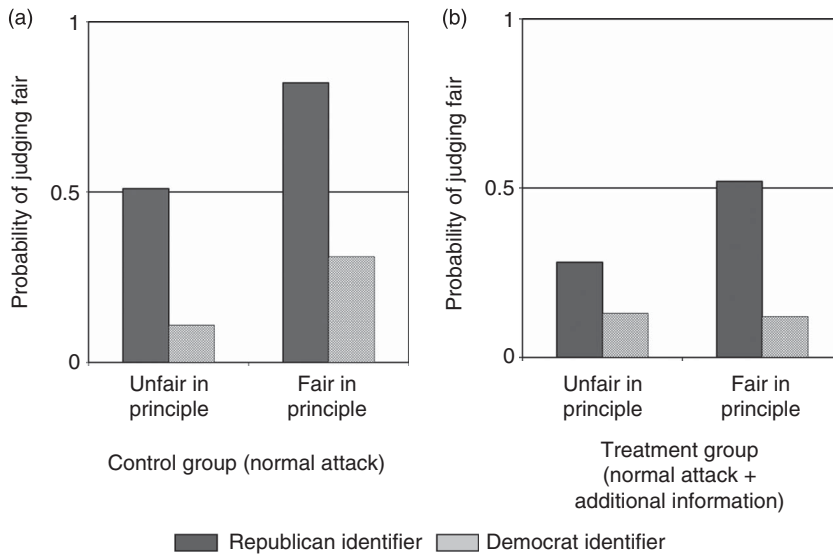 (a)
1
0.5
0
Probability of judging fair
Unfair in
principle
Fair in
principle
Control group (normal attack)
(b)
1
0.5
0
Probability of judging fair
Unfair in
principle
Fair in
principle
Treatment group
(normal attack +
additional information)
Republican identifier
Democrat identifier